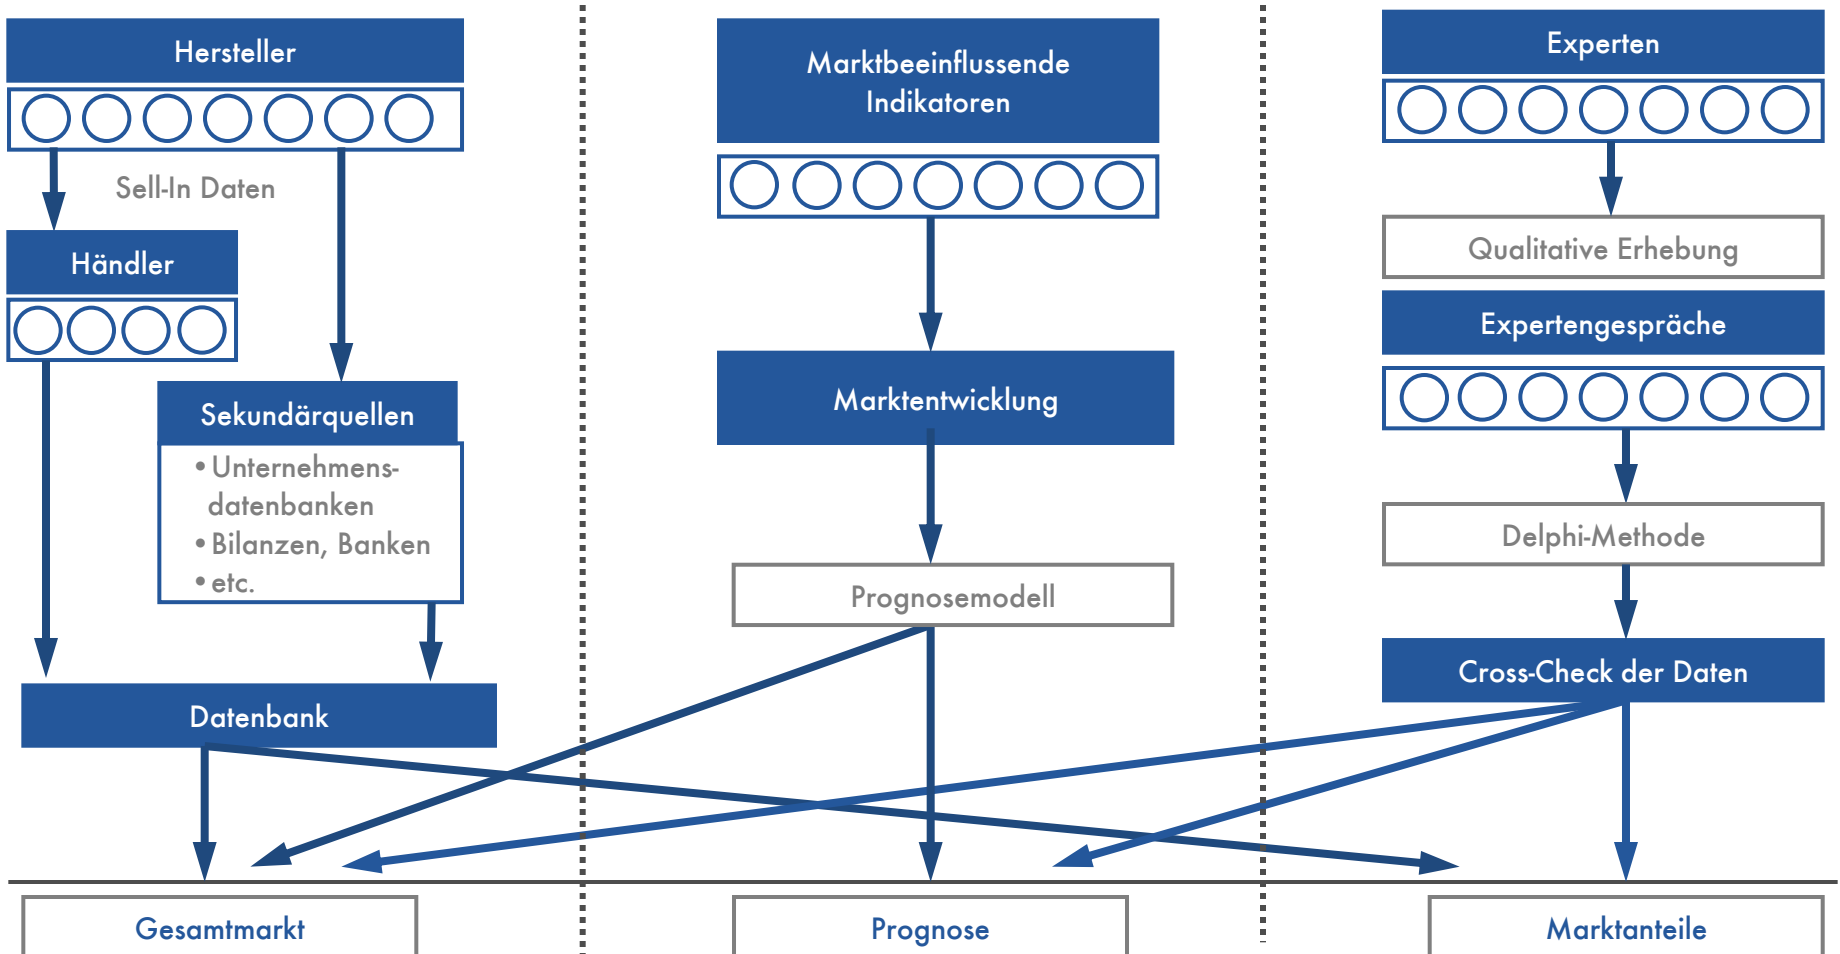 Hersteller
Sell-In Daten
Händler
Sekundärquellen
•Unternehmens-
datenbanken
•Bilanzen, Banken
•etc.
Datenbank
Gesamtmarkt
Marktbeeinflussende
Indikatoren
Marktentwicklung
Prognosemodell
Prognose
Experten
Qualitative Erhebung
Expertengespräche
Delphi-Methode
Cross-Check der Daten
Marktanteile